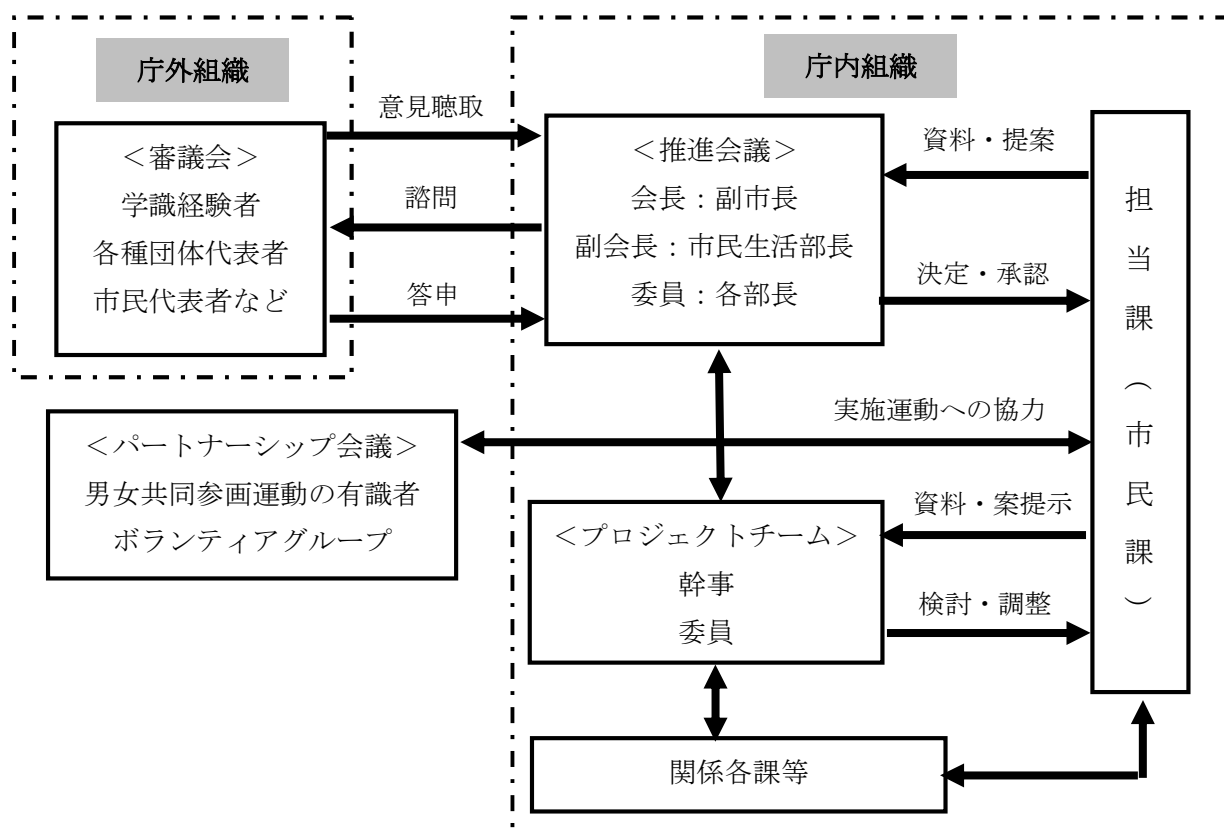 庁外組織
＜審議会＞
学識経験者
各種団体代表者
市民代表者など
意見聴取
諮問
答申
庁内組織
＜推進会議＞
会長：副市長
副会長：市民生活部長
委員：各部長
資料・提案
決定・承認
担当課（市民課）
＜パートナーシップ会議＞
男女共同参画運動の有識者
ボランティアグループ
実施運動への協力
＜プロジェクトチーム＞
幹事
委員
資料・案提示
検討・調整
関係各課等